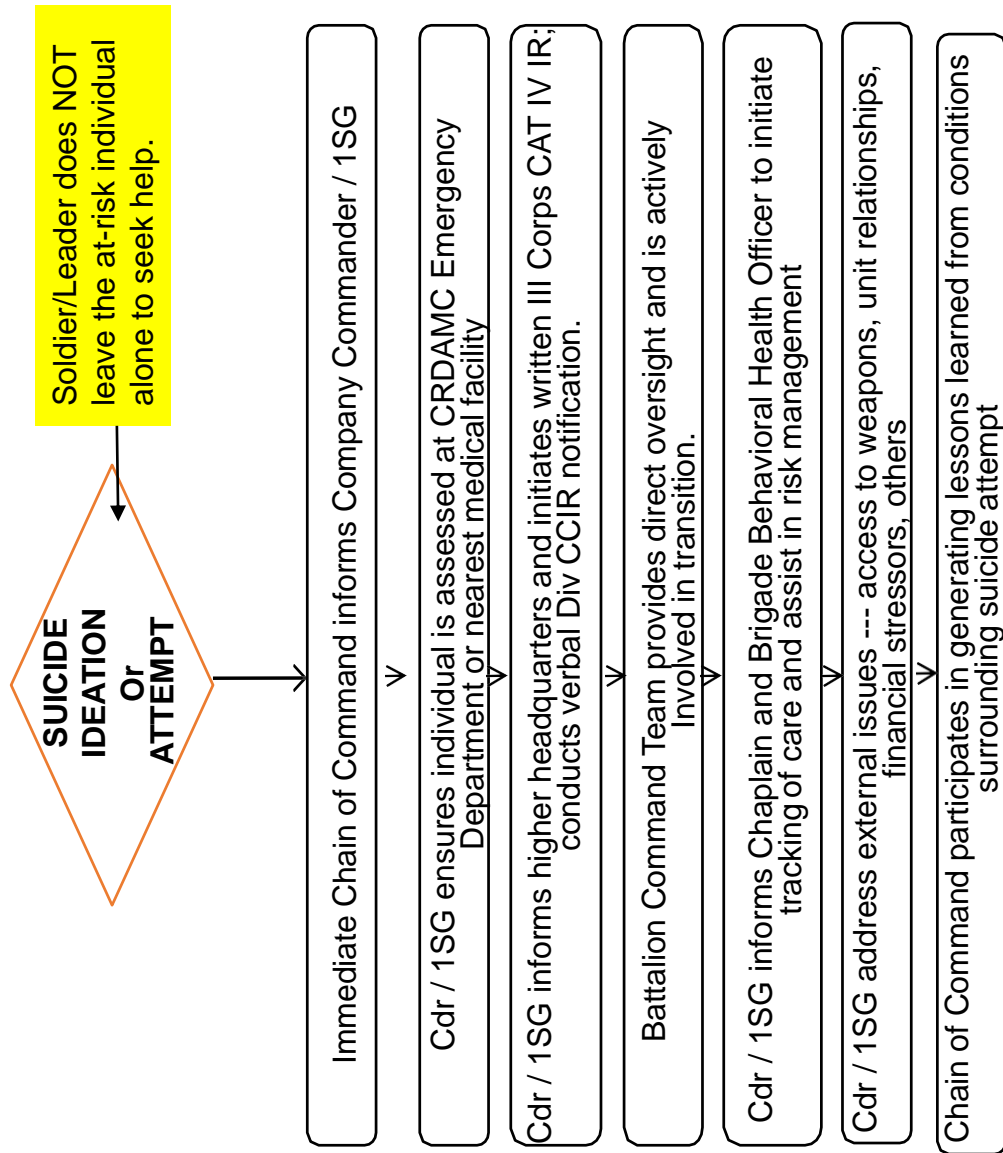 SUICIDE
IDEATION
Or
ATTEMPT
Soldier/Leader does NOT
leave the at-risk individual
alone to seek help.
Immediate Chain of Command informs Company Commander / 1SG
Cdr / 1SG ensures individual is assessed at CRDAMC Emergency
Department or nearest medical facility
Cdr / 1SG informs higher headquarters and initiates written III Corps CAT IV IR;
conducts verbal Div CCIR notification.
Battalion Command Team provides direct oversight and is actively
Involved in transition.
Cdr / 1SG informs Chaplain and Brigade Behavioral Health Officer to initiate
tracking of care and assist in risk management
Cdr / 1SG address external issues --- access to weapons, unit relationships,
financial stressors, others
Chain of Command participates in generating lessons learned from conditions
surrounding suicide attempt